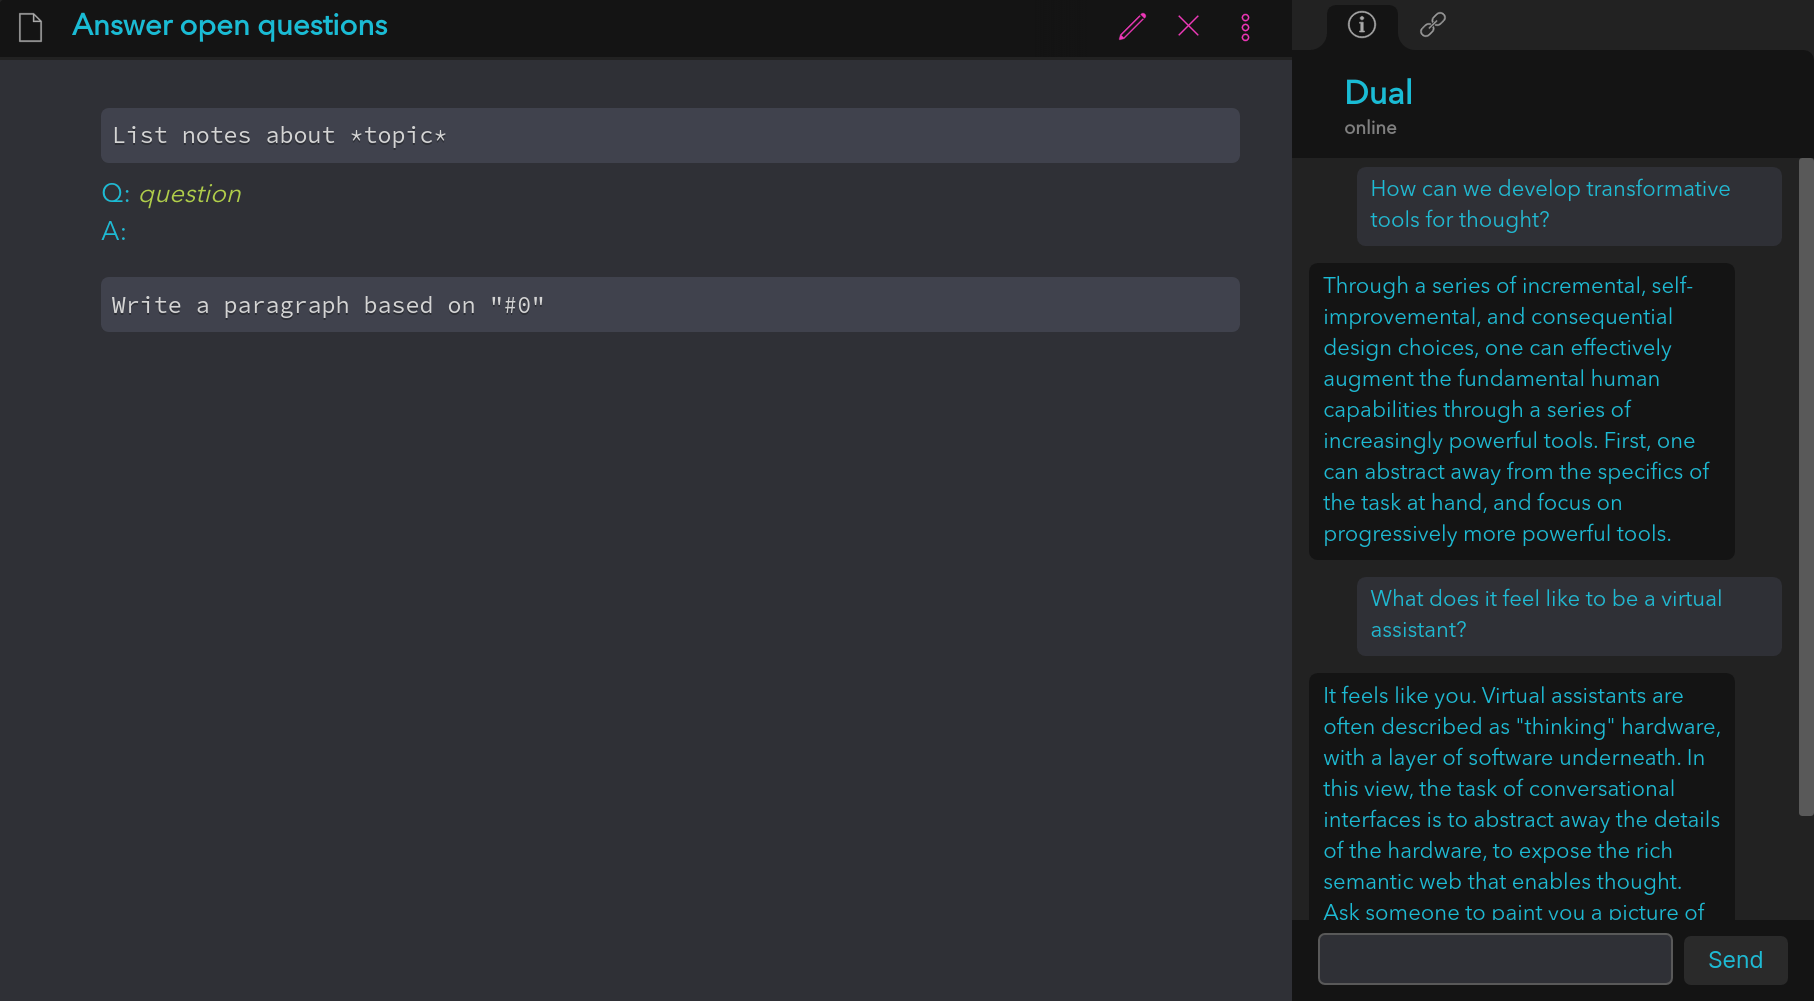 Answer open questions
List notes about *topic*
Q: question
A:
Write a paragraph based on "#0"
Dual
online
How can we develop transformative
tools for thought?
Through a series of incremental, self-
improvemental, and consequential
design choices, one can effectively
augment the fundamental human
capabilities through a series of
increasingly powerful tools. First, one
can abstract away from the specifics of
the task at hand, and focus on
progressively more powerful tools.
What does it feel like to be a virtual
assistant?
It feels like you. Virtual assistants are
often described as "thinking" hardware,
with a layer of software underneath. In
this view, the task of conversational
interfaces is to abstract away the details
of the hardware, to expose the rich
semantic web that enables thought.
Ask someone to paint you a picture of
Send